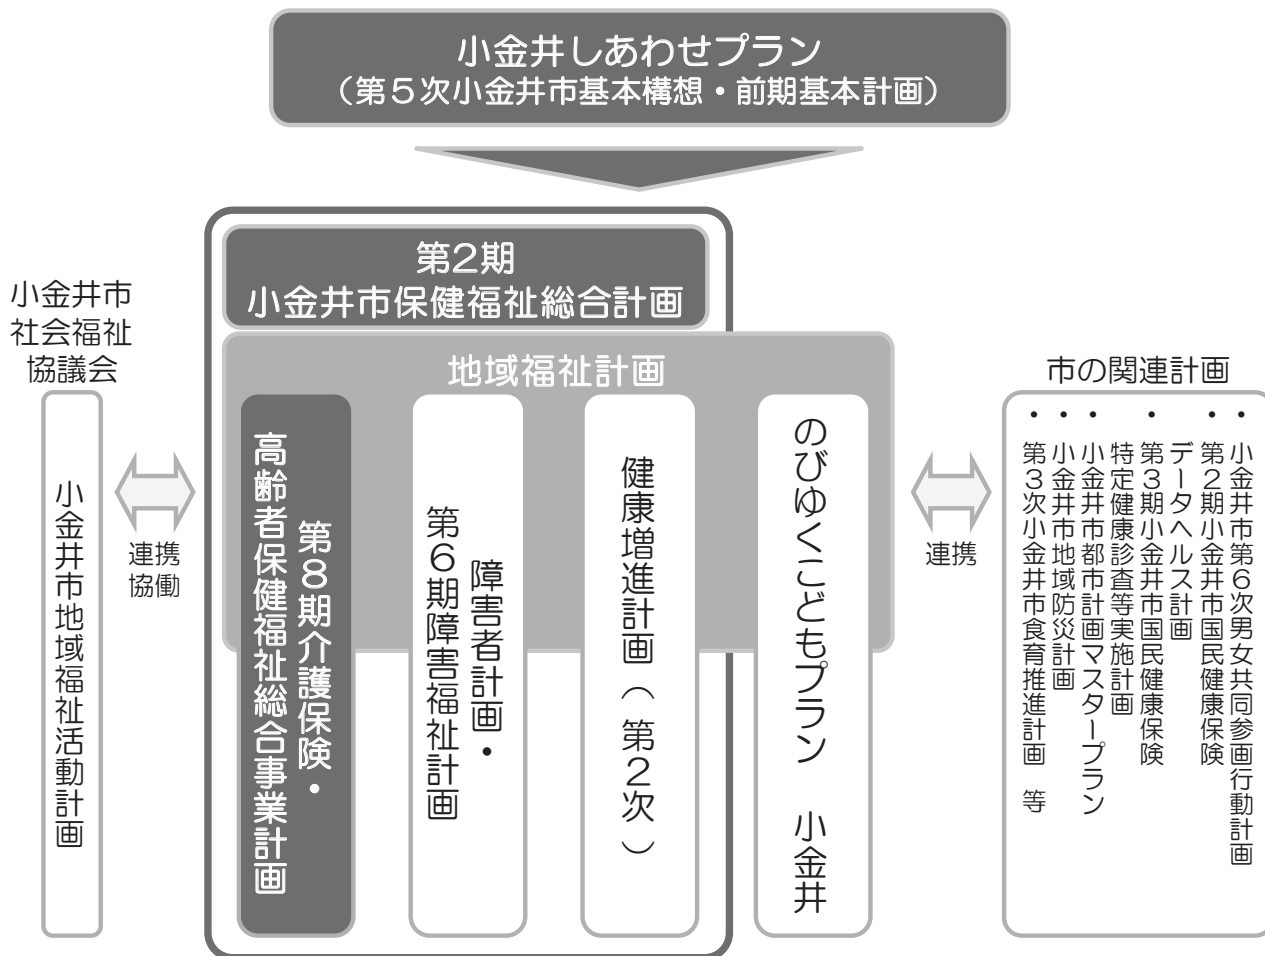 小金井しあわせプラン
（第５次小金井市基本構想・前期基本計画）
第2期
小金井市保健福祉総合計画
地域福祉計画
小金井市
社会福祉
協議会
小金井市地域福祉活動計画
連携
協働
第８期介護保険・
高齢者保健福祉総合事業計画
障害者計画・
第６期障害福祉計画
健康増進計画（第２次）
のびゆくこどもプラン　小金井
連携
市の関連計画
・小金井市第６次男女共同参画行動計画
・第２期小金井市国民健康保険
データヘルス計画
・第３期小金井市国民健康保険
特定健康診査等実施計画
・小金井市都市計画マスタープラン
・小金井市地域防災計画
・第３次小金井市食育推進計画　等